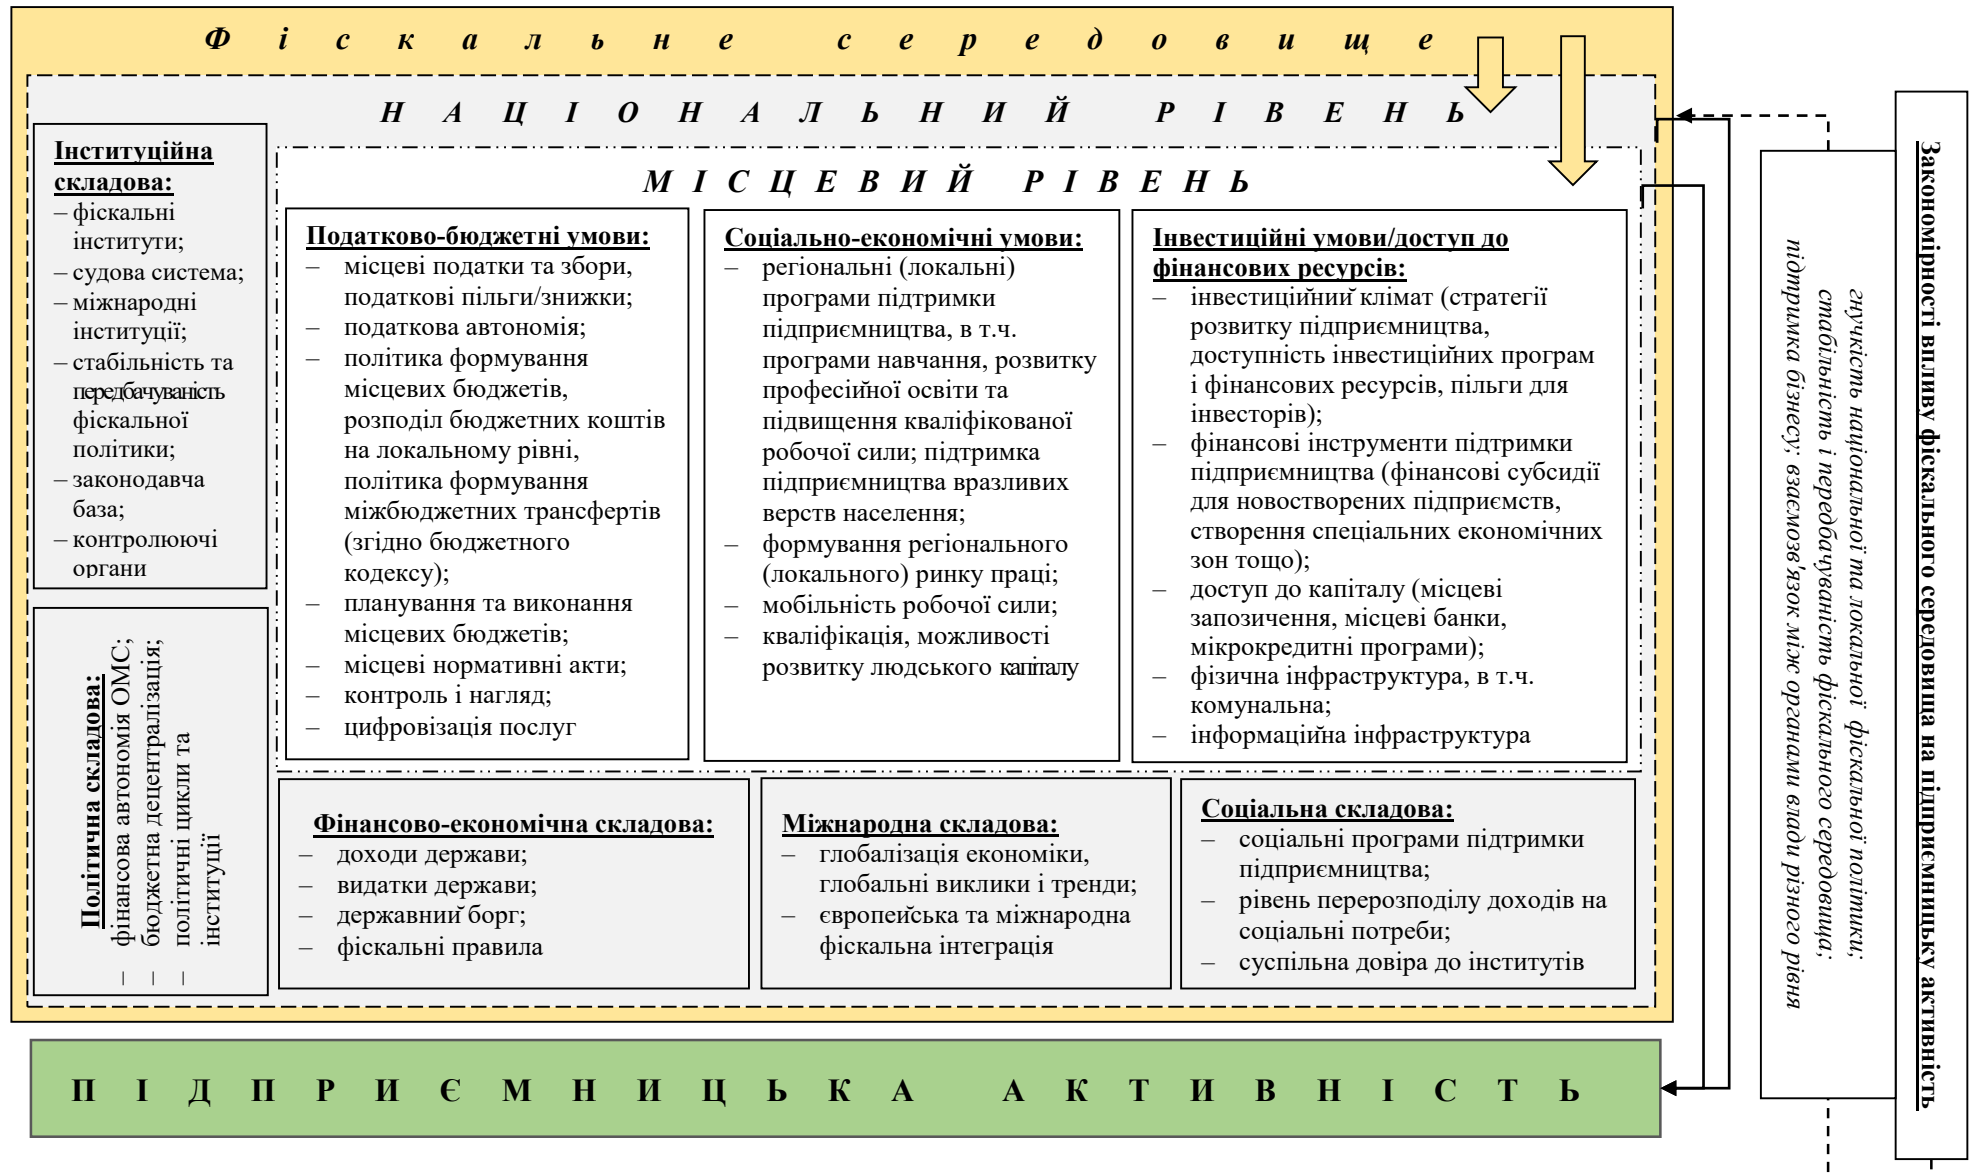 Фіскальне середовище
НАЦІОНАЛЬНИЙ РІВЕНЬ
Інституційна
складова:
– фіскальні
інститути;
– судова система;
– міжнародні
інституції;
– стабільність та
передбачуваність
фіскальної
політики;
– законодавча
база;
– контролюючі
органи
МІСЦЕВИЙ РІВЕНЬ
Податково-бюджетні умови:
– місцеві податки та збори,
податкові пільги/знижки;
– податкова автономія;
– політика формування
місцевих бюджетів,
розподіл бюджетних коштів
на локальному рівні,
політика формування
міжбюджетних трансфертів
(згідно бюджетного
кодексу);
– планування та виконання
місцевих бюджетів;
– місцеві нормативні акти;
– контроль і нагляд;
– цифровізація послуг
Соціально-економічні умови:
– регіональні (локальні)
програми підтримки
підприємництва, в т.ч.
програми навчання, розвитку
професійної освіти та
підвищення кваліфікованої
робочої сили; підтримка
підприємництва вразливих
верств населення;
– формування регіонального
(локального) ринку праці;
– мобільність робочої сили;
– кваліфікація, можливості
розвитку людського капіталу
Інвестиційні умови/доступ до
фінансових ресурсів:
– інвестиційний клімат (стратегії
розвитку підприємництва,
доступність інвестиційних програм
і фінансових ресурсів, пільги для
інвесторів);
– фінансові інструменти підтримки
підприємництва (фінансові субсидії
для новостворених підприємств,
створення спеціальних економічних
зон тощо);
– доступ до капіталу (місцеві
запозичення, місцеві банки,
мікрокредитні програми);
– фізична інфраструктура, в т.ч.
комунальна;
– інформаційна інфраструктура
Політична складова:
– фінансова автономія ОМС;
– бюджетна децентралізація;
– політичні цикли та
інституції
Фінансово-економічна складова:
– доходи держави;
– видатки держави;
– державний борг;
– фіскальні правила
Міжнародна складова:
– глобалізація економіки,
глобальні виклики і тренди;
– європейська та міжнародна
фіскальна інтеграція
Соціальна складова:
– соціальні програми підтримки
підприємництва;
– рівень перерозподілу доходів на
соціальні потреби;
– суспільна довіра до інститутів
ПІДПРИЄМНИЦЬКА АКТИВНІСТЬ
Закономірності впливу фіскального середовища на підприємницьку активність
гнучкість національної та локальної фіскальної політики;
стабільність і передбачуваність фіскального середовища;
підтримка бізнесу; взаємозв'язок між органами влади різного рівня